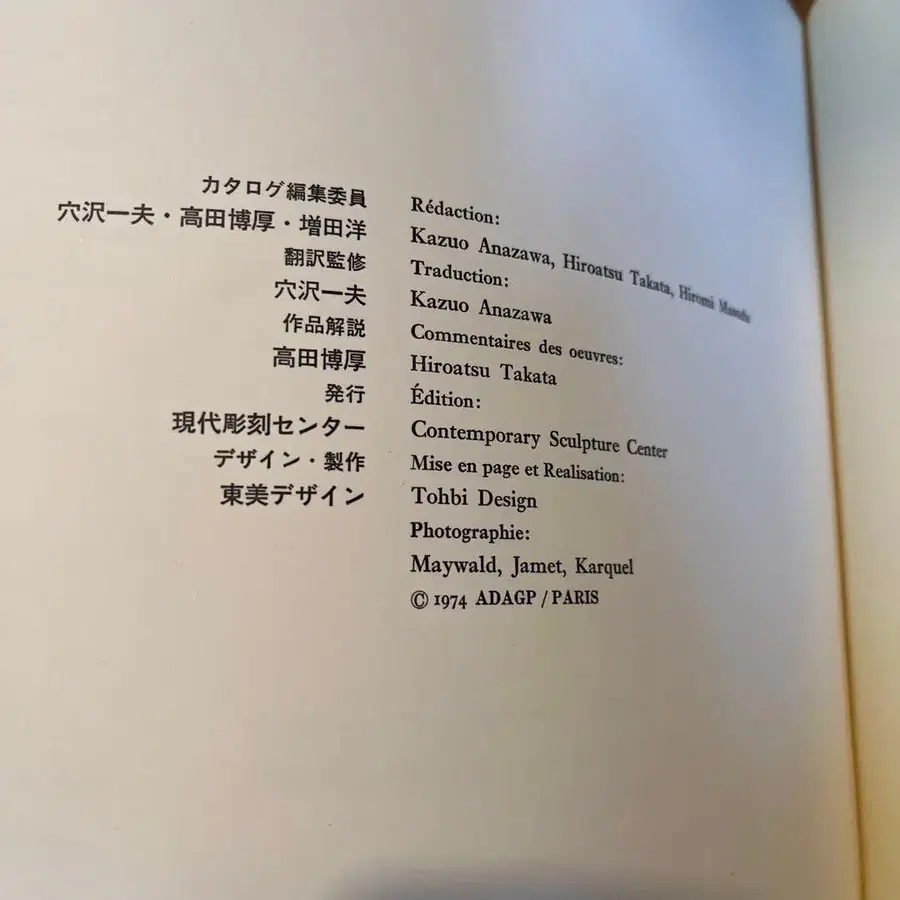 カタログ編集委員
穴沢一夫・高田博厚・増田洋
翻訳監修
穴沢一夫
作品解説
高田博厚
発行
現代彫刻センター
デザイン・製作
東美デザイン
Rédaction:
Kazuo Anazawa, Hiroatsu Takata, Hiromi Masuda
Traduction:
Kazuo Anazawa
Commentaires des oeuvres:
Hiroatsu Takata
Édition:
Contemporary Sculpture Center
Mise en page et Realisation:
Tohbi Design
Photographie:
Maywald, Jamet, Karquel
© 1974 ADAGP / PARIS